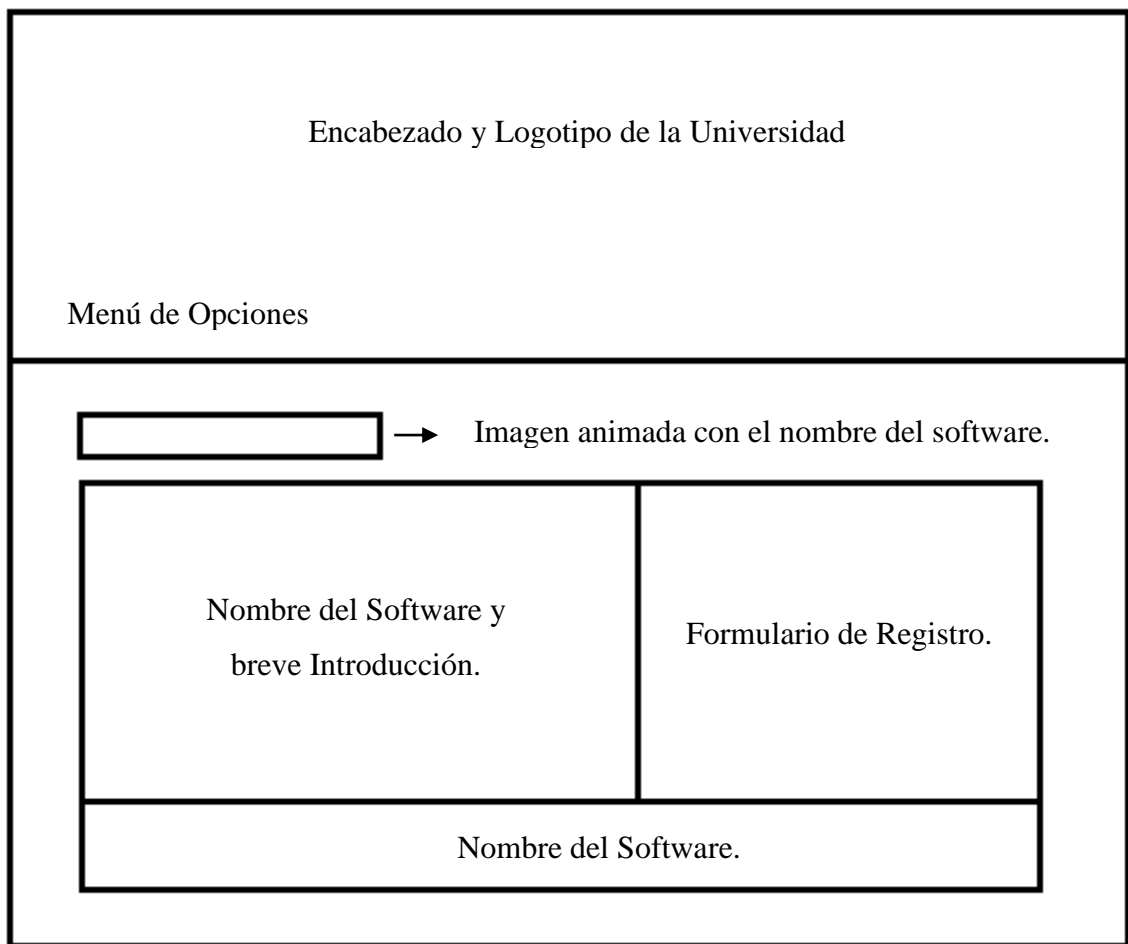 Encabezado y Logotipo de la Universidad
Menú de Opciones
Imagen animada con el nombre del software.
Nombre del Software y
breve Introducción.
Formulario de Registro.
Nombre del Software.